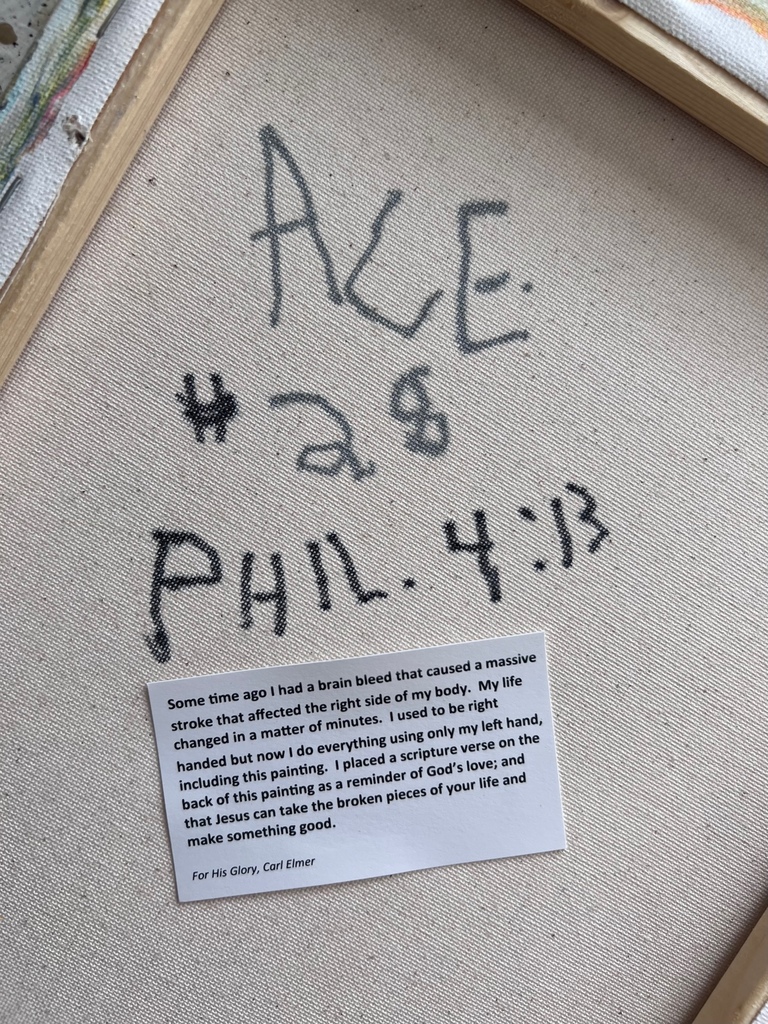 ACE.
# 28
PHIL. 4:13
Some time ago I had a brain bleed that caused a massive
stroke that affected the right side of my body.  My life
changed in a matter of minutes.  I used to be right
handed but now I do everything using only my left hand,
including this painting.  I placed a scripture verse on the
back of this painting as a reminder of God's love; and
that Jesus can take the broken pieces of your life and
make something good.
For His Glory, Carl Elmer